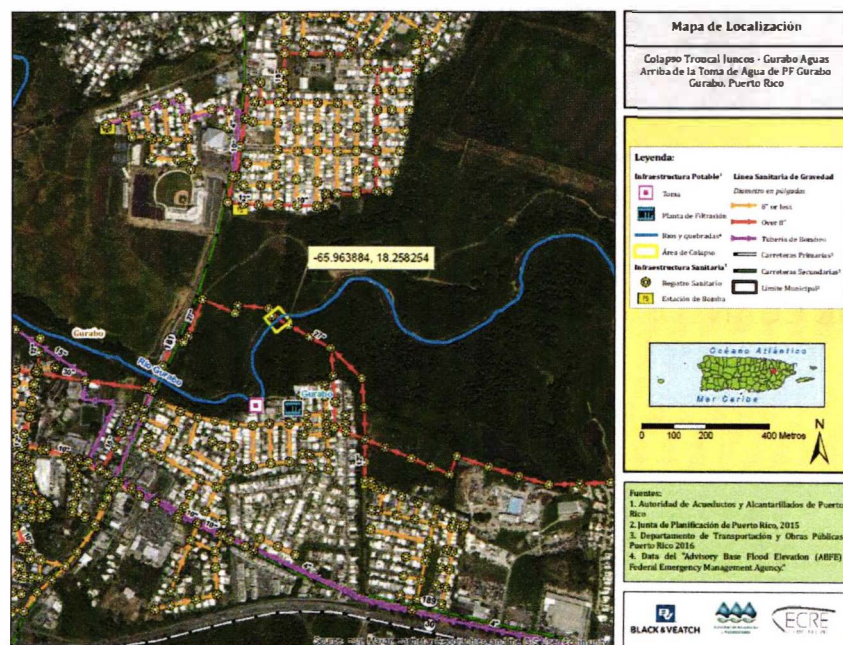 Mapa de Localización
Colapso Troncal Juncos - Gurabo Aguas
Arriba de la Toma de Agua de PF Gurabo
Gurabo, Puerto Rico
-65.963884, 18.258254
Gurabo
Río Gurabo
Gurabo
Leyenda:
Infraestructura Potable¹
Toma
Planta de Filtración
Ríos y quebradas⁴
Área de Colapso
Infraestructura Sanitaria¹
Registro Sanitario
Estación de Bomba
Línea Sanitaria de Gravedad
Diametro en pulgadas
8" or less
Over 8"
Tubería de Bombeo
Carreteras Primarias³
Carreteras Secundarias³
Límite Municipal²
Océano Atlántico
Mar Caribe
0 100 200 400 Metros
N
Fuentes:
1. Autoridad de Acueductos y Alcantarillados de Puerto
Rico
2. Junta de Planificación de Puerto Rico, 2015
3. Departamento de Transportación y Obras Públicas
Puerto Rico 2016
4. Data del "Advisory Base Flood Elevation (ABFE)
Federal Emergency Management Agency."
BLACK & VEATCH
ECRE